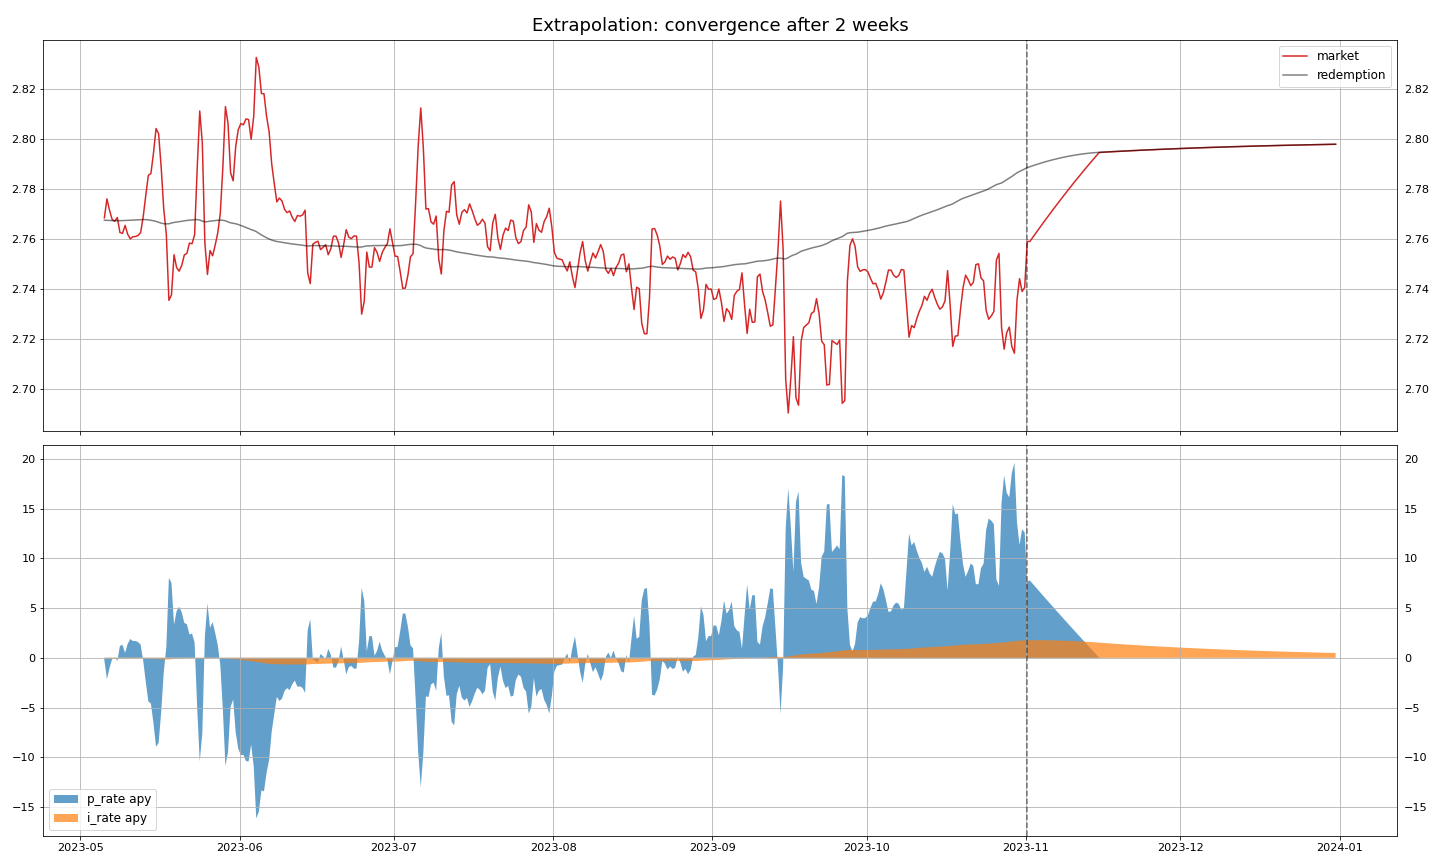 Extrapolation: convergence after 2 weeks
market
redemption
2.82 2.82
2.80 2.80
2.78 2.78
2.76 2.76
2.74 2.74
2.72 2.72
2.70 2.70
20 20
15 15
10 10
5 5
0 0
−5 −5
−10 −10
−15 −15
p_rate apy
i_rate apy
2023-05 2023-06 2023-07 2023-08 2023-09 2023-10 2023-11 2023-12 2024-01